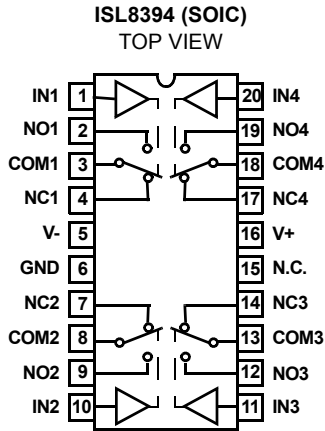 ISL8394 (SOIC)
TOP VIEW
IN1 1 20 IN4
NO1 2 19 NO4
COM1 3 18 COM4
NC1 4 17 NC4
V- 5 16 V+
GND 6 15 N.C.
NC2 7 14 NC3
COM2 8 13 COM3
NO2 9 12 NO3
IN2 10 11 IN3